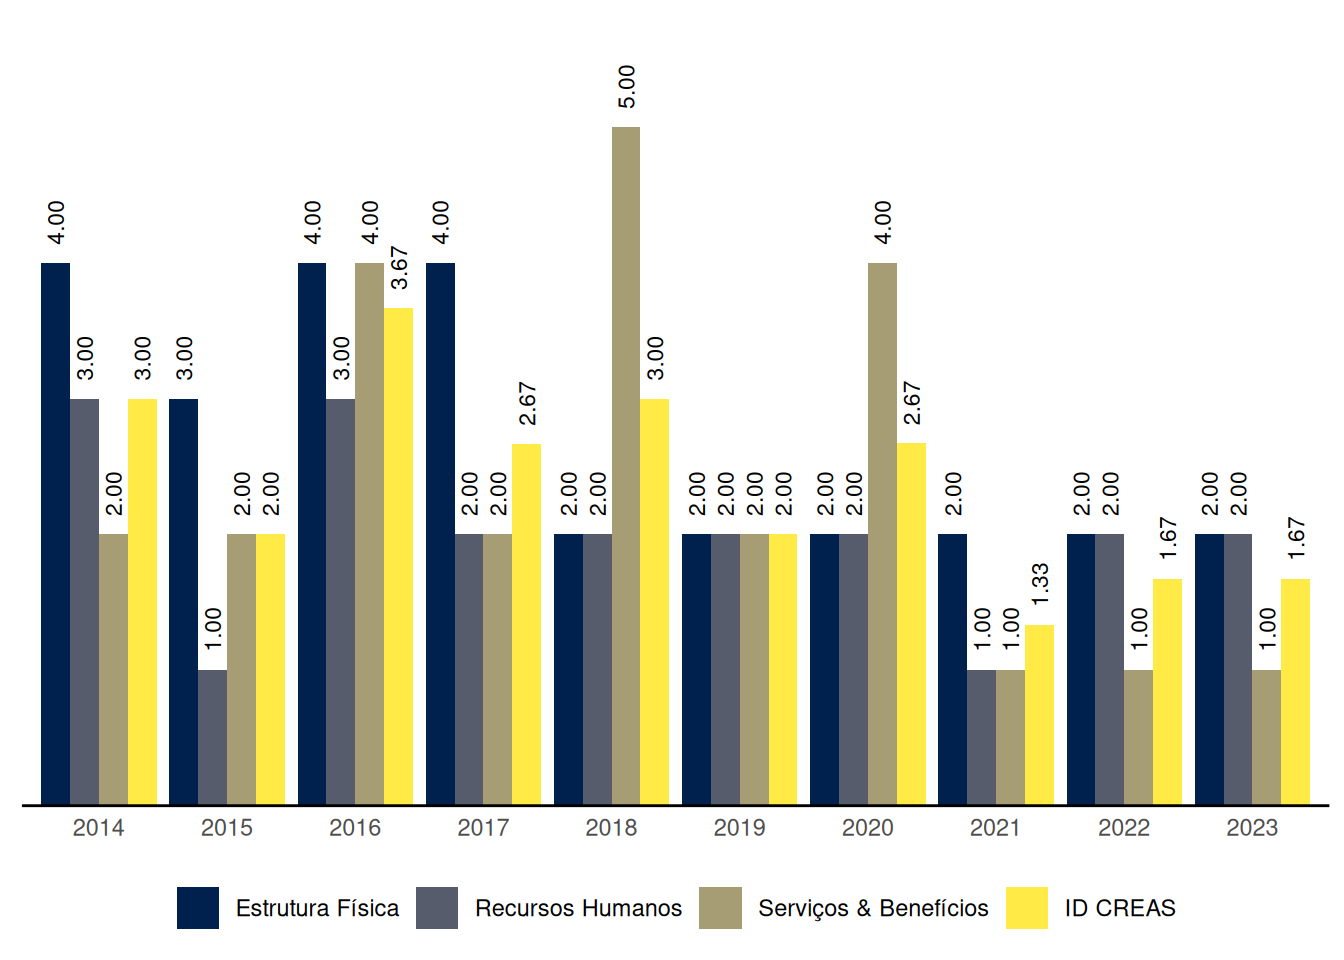 5.00
4.00 4.00 4.00 4.00 4.00
3.67
3.00 3.00 3.00 3.00 3.00
2.67 2.67
2.00 2.00 2.00 2.00 2.00 2.00 2.00 2.00 2.00 2.00 2.00 2.00 2.00 2.00 2.00 2.00 2.00 2.00
1.67 1.67
1.33
1.00 1.00 1.00 1.00 1.00
2014 2015 2016 2017 2018 2019 2020 2021 2022 2023
Estrutura Física Recursos Humanos Serviços & Benefícios ID CREAS